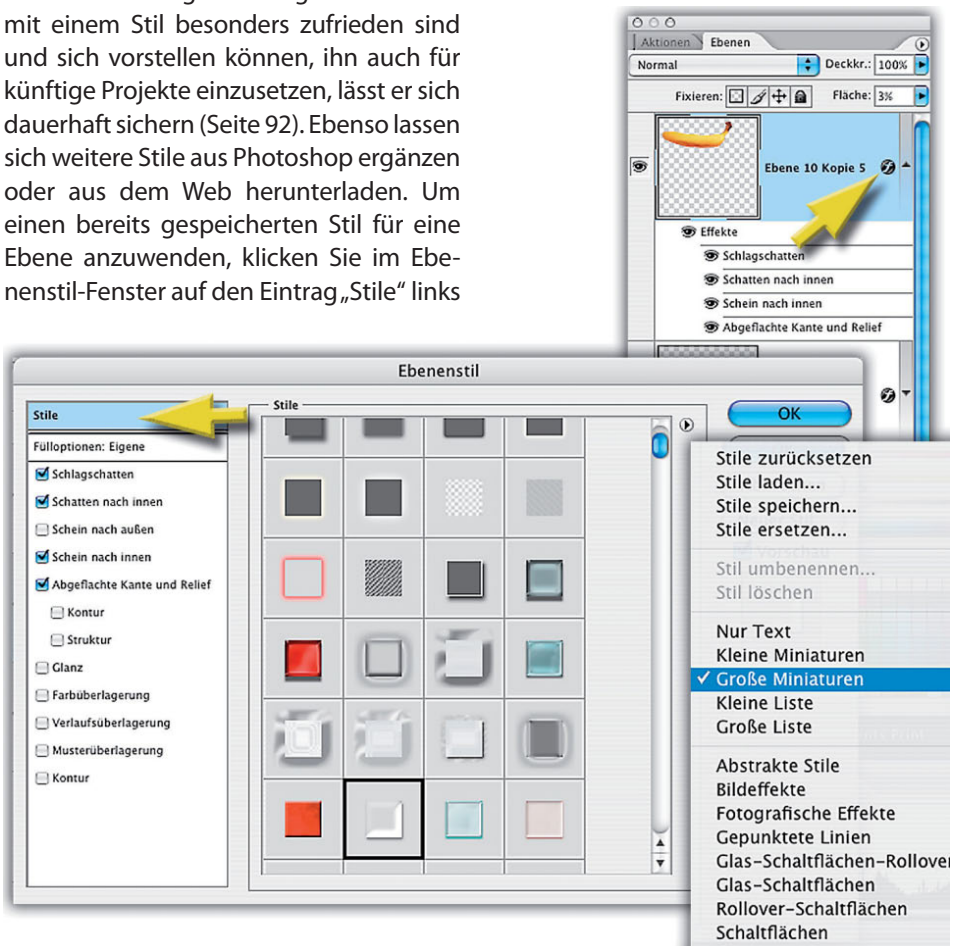 mit einem Stil besonders zufrieden sind
und sich vorstellen können, ihn auch für
künftige Projekte einzusetzen, lässt er sich
dauerhaft sichern (Seite 92). Ebenso lassen
sich weitere Stile aus Photoshop ergänzen
oder aus dem Web herunterladen. Um
einen bereits gespeicherten Stil für eine
Ebene anzuwenden, klicken Sie im Ebe-
nenstil-Fenster auf den Eintrag „Stile“ links
Aktionen Ebenen
Normal Deckkr.: 100%
Fixieren: Fläche: 3%
Ebene 10 Kopie 5
Effekte
Schlagschatten
Schatten nach innen
Schein nach innen
Abgeflachte Kante und Relief
Ebenenstil
Stile
Fülloptionen: Eigene
Schlagschatten
Schatten nach innen
Schein nach außen
Schein nach innen
Abgeflachte Kante und Relief
Kontur
Struktur
Glanz
Farbüberlagerung
Verlaufsüberlagerung
Musterüberlagerung
Kontur
Stile
OK
Stile zurücksetzen
Stile laden...
Stile speichern...
Stile ersetzen...
Vorschau
Stil umbenennen...
Stil löschen
Nur Text
Kleine Miniaturen
Große Miniaturen
Kleine Liste
Große Liste
Abstrakte Stile
Bildeffekte
Fotografische Effekte
Gepunktete Linien
Glas-Schaltflächen-Rollover
Glas-Schaltflächen
Rollover-Schaltflächen
Schaltflächen